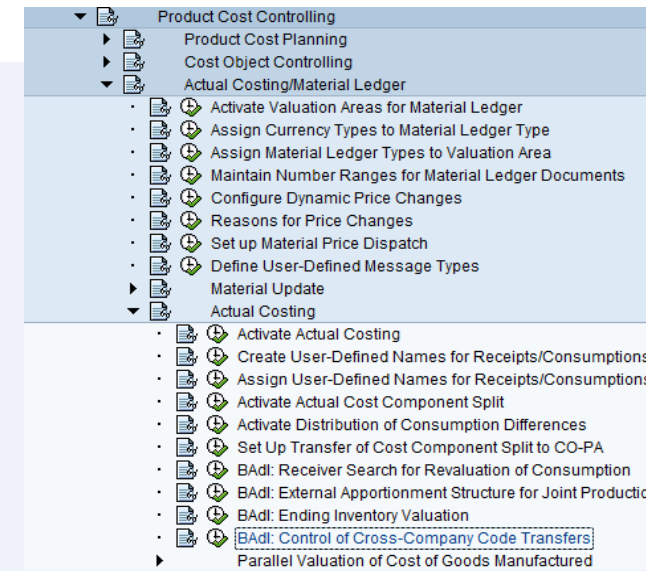 Product Cost Controlling
Product Cost Planning
Cost Object Controlling
Actual Costing/Material Ledger
Activate Valuation Areas for Material Ledger
Assign Currency Types to Material Ledger Type
Assign Material Ledger Types to Valuation Area
Maintain Number Ranges for Material Ledger Documents
Configure Dynamic Price Changes
Reasons for Price Changes
Set up Material Price Dispatch
Define User-Defined Message Types
Material Update
Actual Costing
Activate Actual Costing
Create User-Defined Names for Receipts/Consumptions
Assign User-Defined Names for Receipts/Consumptions
Activate Actual Cost Component Split
Activate Distribution of Consumption Differences
Set Up Transfer of Cost Component Split to CO-PA
BAdI: Receiver Search for Revaluation of Consumption
BAdI: External Apportionment Structure for Joint Productio
BAdI: Ending Inventory Valuation
BAdI: Control of Cross-Company Code Transfers
Parallel Valuation of Cost of Goods Manufactured